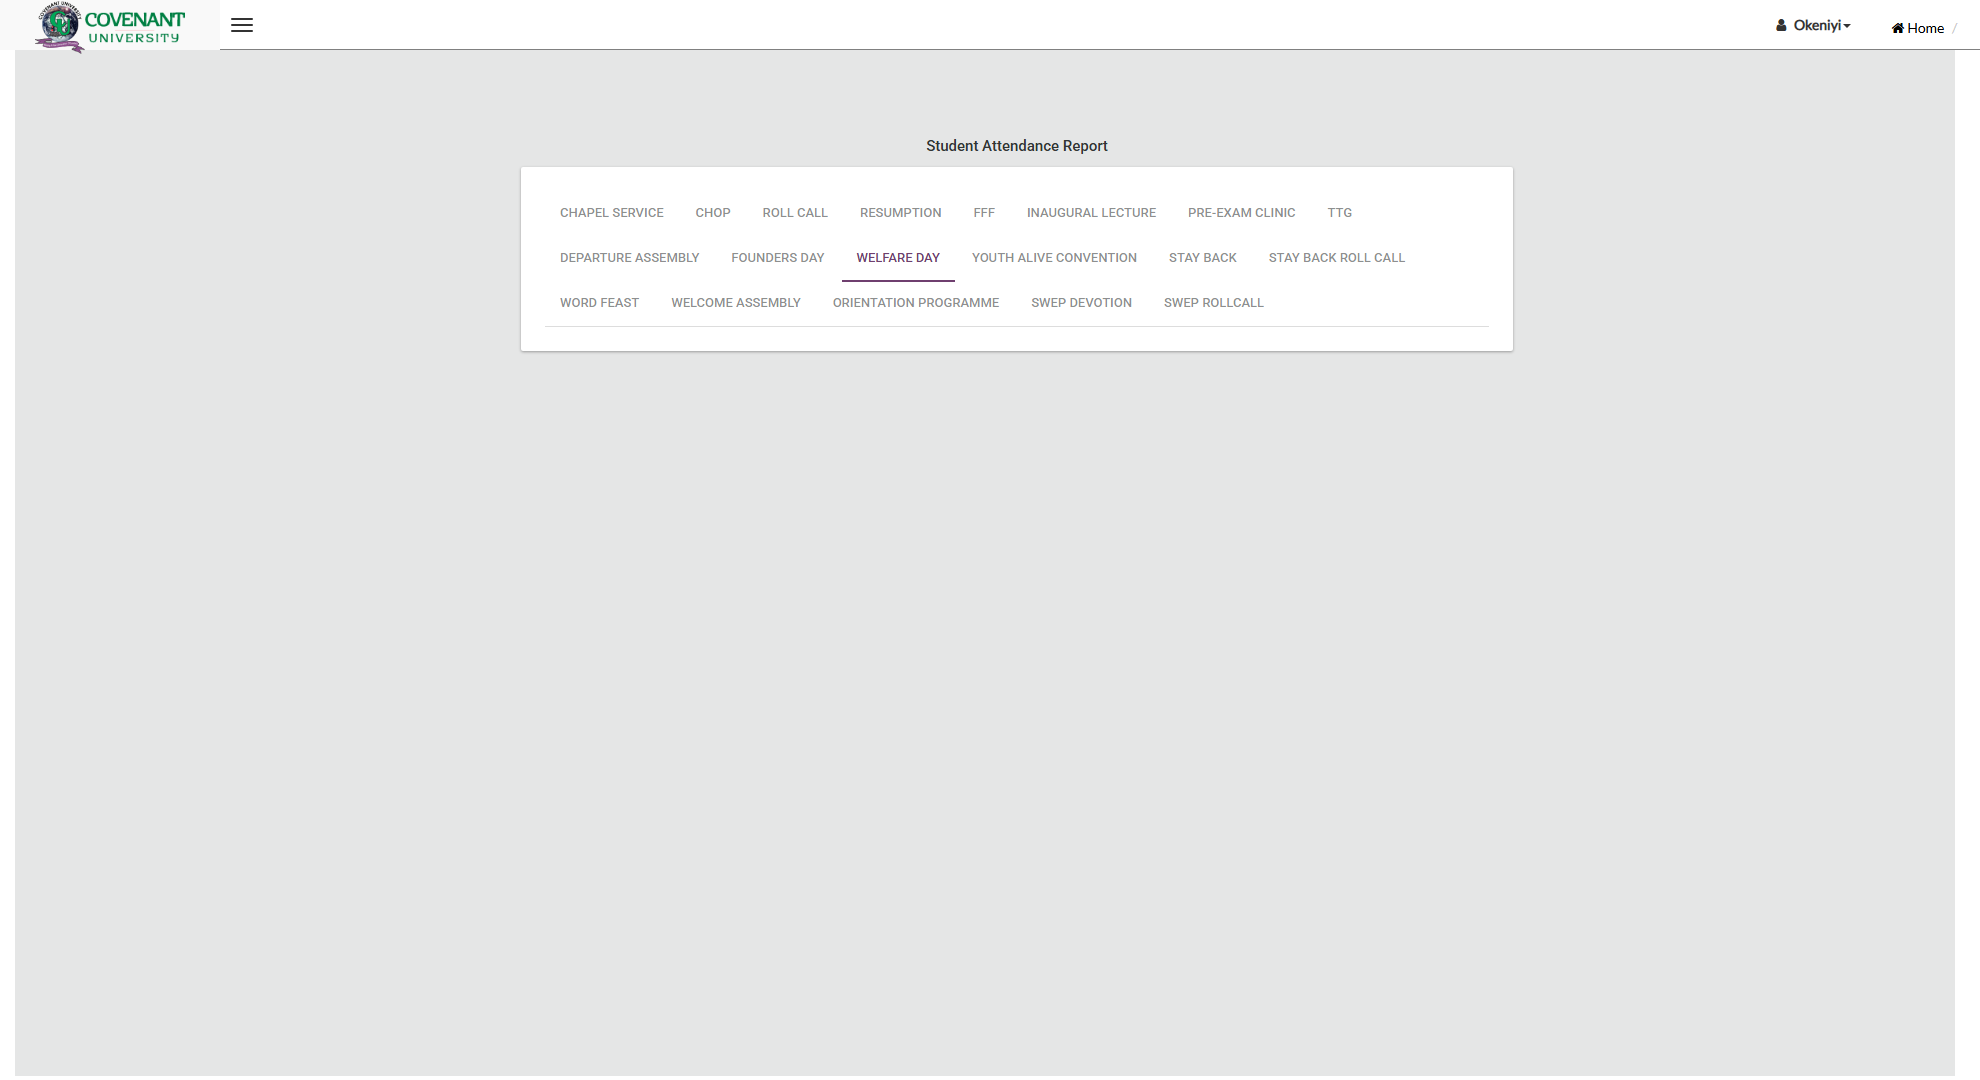 COVENANT
UNIVERSITY
Okeniyi
Home /
Student Attendance Report
CHAPEL SERVICE CHOP ROLL CALL RESUMPTION FFF INAUGURAL LECTURE PRE-EXAM CLINIC TTG
DEPARTURE ASSEMBLY FOUNDERS DAY WELFARE DAY YOUTH ALIVE CONVENTION STAY BACK STAY BACK ROLL CALL
WORD FEAST WELCOME ASSEMBLY ORIENTATION PROGRAMME SWEP DEVOTION SWEP ROLLCALL